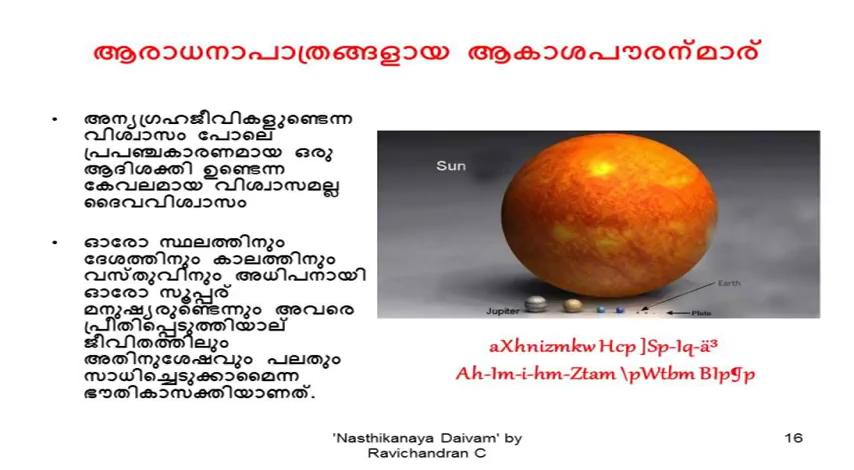 ആരാധനാപാത്രങ്ങളായ ആകാശപൗരന്മാര്
• അന്യഗ്രഹജീവികളുണ്ടെന്ന
വിശ്വാസം പോലെ
പ്രപഞ്ചകാരണമായ ഒരു
ആദിശക്തി ഉണ്ടെന്ന
കേവലമായ വിശ്വാസമല്ല
ദൈവവിശ്വാസം
• ഓരോ സ്ഥലത്തിനും
ദേശത്തിനും കാലത്തിനും
വസ്തുവിനും അധിപനായി
ഓരോ സൂപ്പര്
മനുഷ്യരുണ്ടെന്നും അവരെ
പ്രീതിപ്പെടുത്തിയാല്
ജീവിതത്തിലും
അതിനുശേഷവും പലതും
സാധിച്ചെടുക്കാമെന്ന
ഭൗതികാസക്തിയാണത്.
Sun
Earth
Jupiter
Pluto
aXhnizmkw Hcp ]Sp-Iq-ä³
Ah-Im-i-hm-Ztam \pWtbm BIp¶p
'Nasthikanaya Daivam' by
Ravichandran C
16